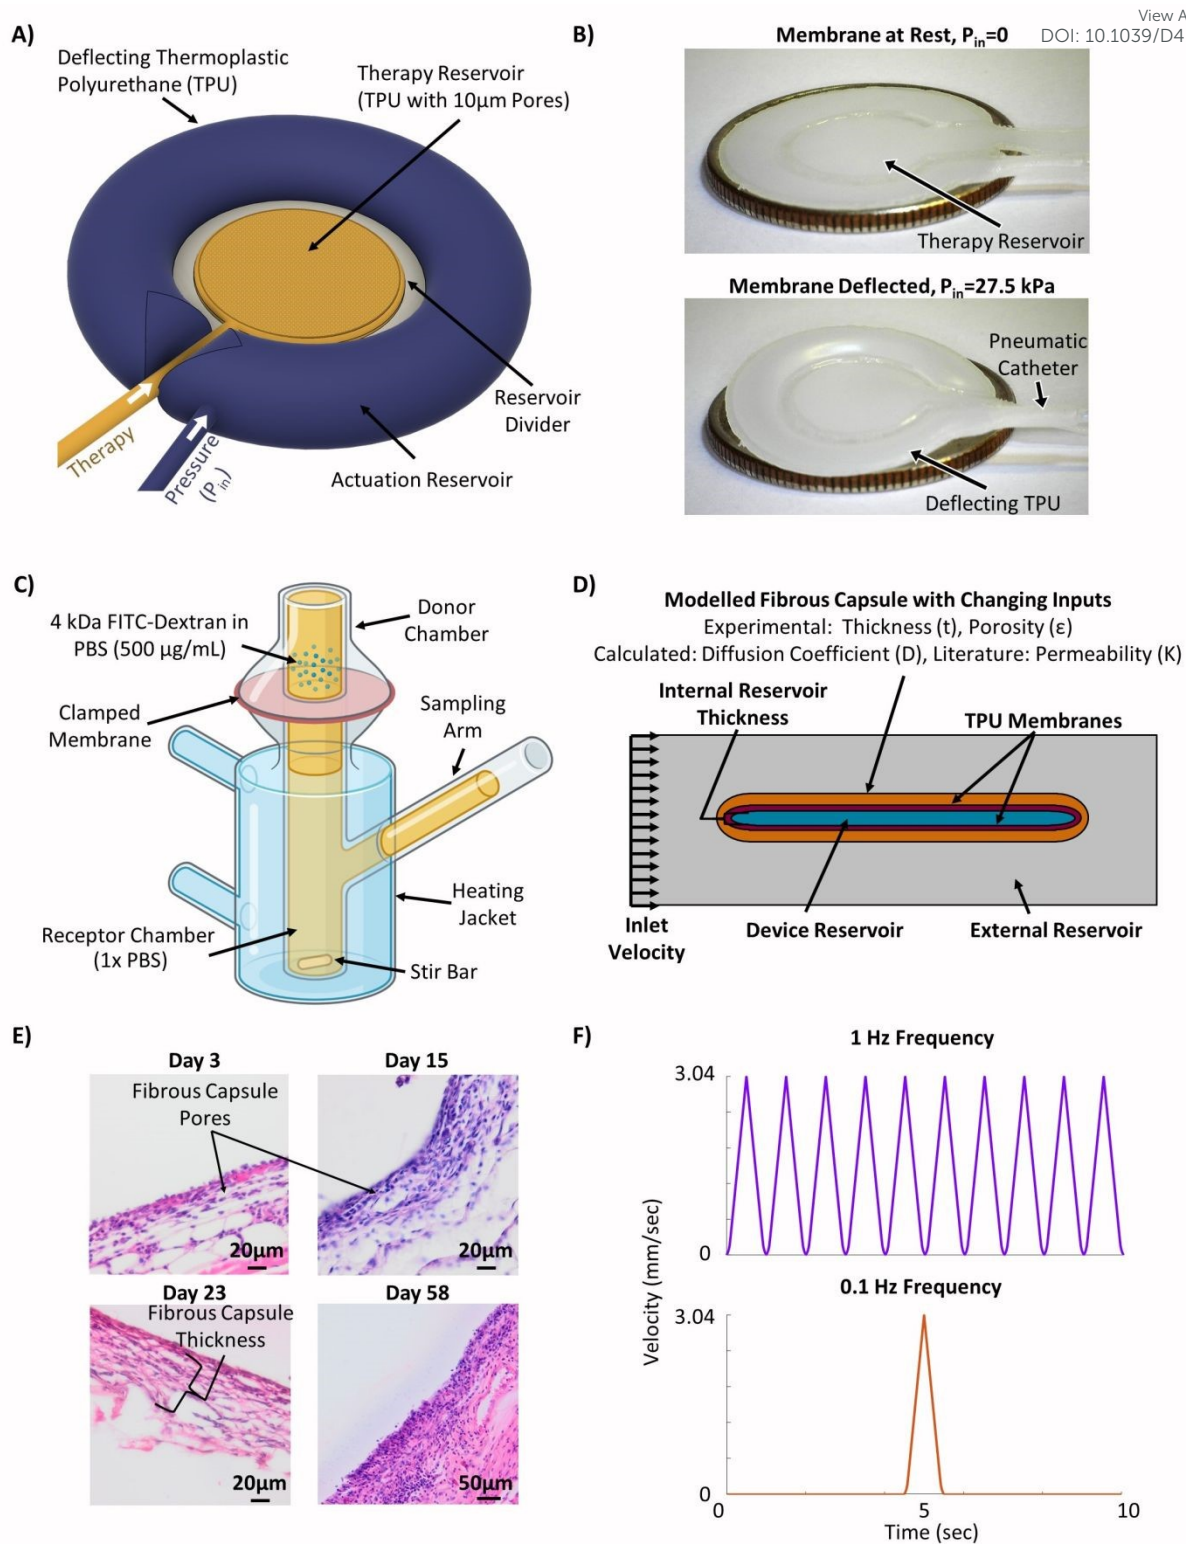 View A
DOI: 10.1039/D4
A)
Deflecting Thermoplastic
Polyurethane (TPU)
Therapy Reservoir
(TPU with 10µm Pores)
Reservoir
Divider
Actuation Reservoir
Therapy
Pressure
(Pin)
B)
Membrane at Rest, Pin=0
Therapy Reservoir
Membrane Deflected, Pin=27.5 kPa
Pneumatic
Catheter
Deflecting TPU
C)
4 kDa FITC-Dextran in
PBS (500 µg/mL)
Donor
Chamber
Clamped
Membrane
Sampling
Arm
Heating
Jacket
Receptor Chamber
(1x PBS)
Stir Bar
D)
Modelled Fibrous Capsule with Changing Inputs
Experimental: Thickness (t), Porosity (ε)
Calculated: Diffusion Coefficient (D), Literature: Permeability (K)
Internal Reservoir
Thickness
TPU Membranes
Inlet
Velocity
Device Reservoir
External Reservoir
E)
Day 3
Day 15
Fibrous Capsule
Pores
20µm
20µm
Day 23
Day 58
Fibrous Capsule
Thickness
20µm
50µm
F)
1 Hz Frequency
3.04
0
0.1 Hz Frequency
3.04
0
Velocity (mm/sec)
0
5
10
Time (sec)